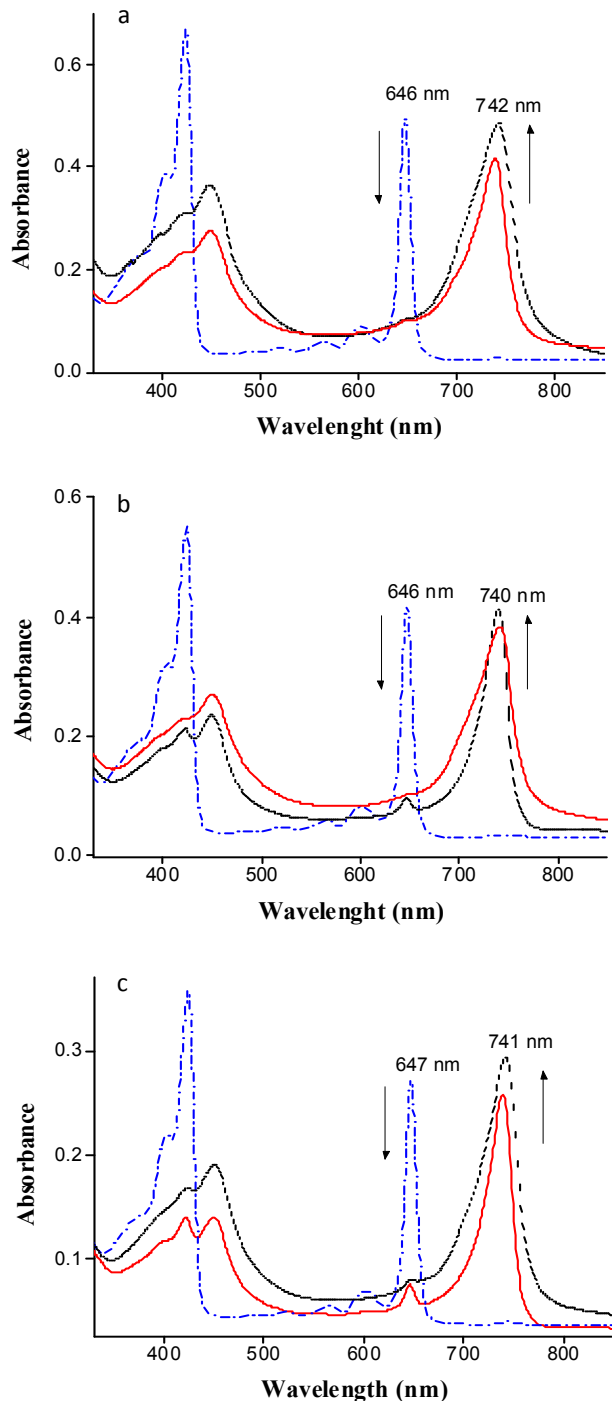 a
646 nm
742 nm
0.6
0.4
0.2
0.0
Absorbance
400 500 600 700 800
Wavelenght (nm)
b
646 nm
740 nm
0.6
0.4
0.2
0.0
Absorbance
400 500 600 700 800
Wavelenght (nm)
c
647 nm
741 nm
0.3
0.2
0.1
Absorbance
400 500 600 700 800
Wavelength (nm)